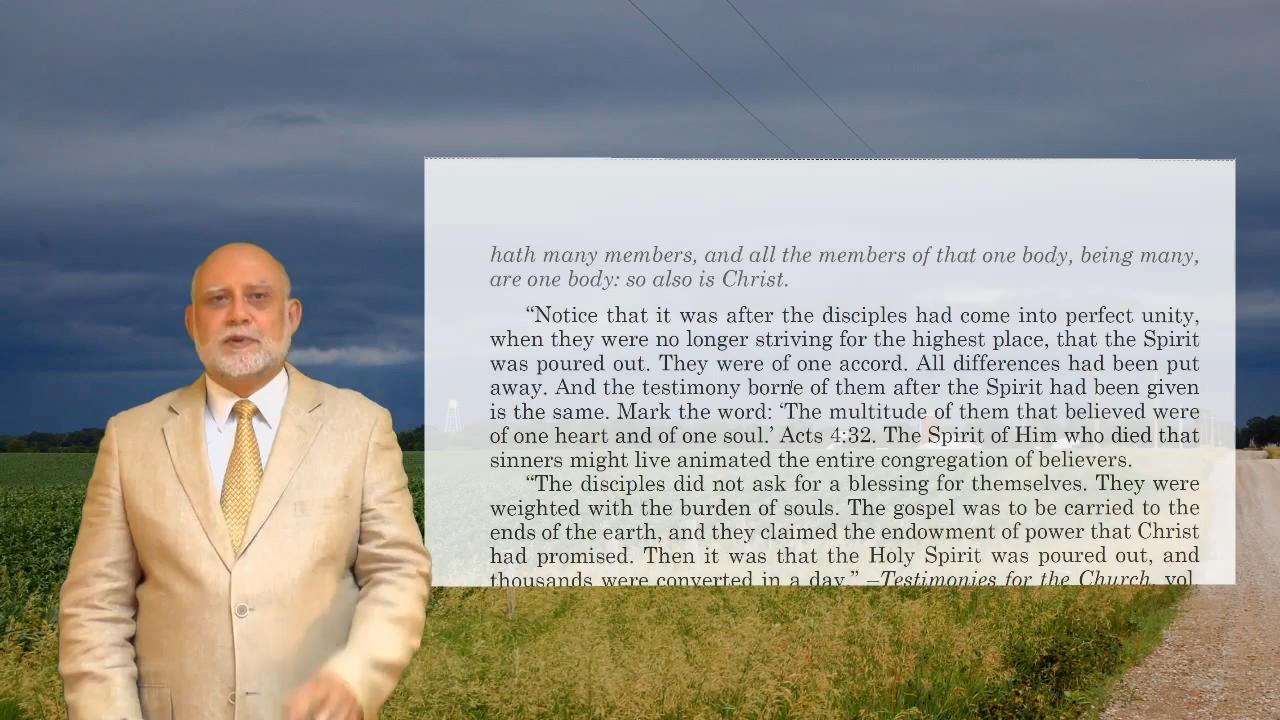 hath many members, and all the members of that one body, being many,
are one body: so also is Christ.
“Notice that it was after the disciples had come into perfect unity,
when they were no longer striving for the highest place, that the Spirit
was poured out. They were of one accord. All differences had been put
away. And the testimony borne of them after the Spirit had been given
is the same. Mark the word: ‘The multitude of them that believed were
of one heart and of one soul.’ Acts 4:32. The Spirit of Him who died that
sinners might live animated the entire congregation of believers.
“The disciples did not ask for a blessing for themselves. They were
weighted with the burden of souls. The gospel was to be carried to the
ends of the earth, and they claimed the endowment of power that Christ
had promised. Then it was that the Holy Spirit was poured out, and
thousands were converted in a day.” –Testimonies for the Church, vol.